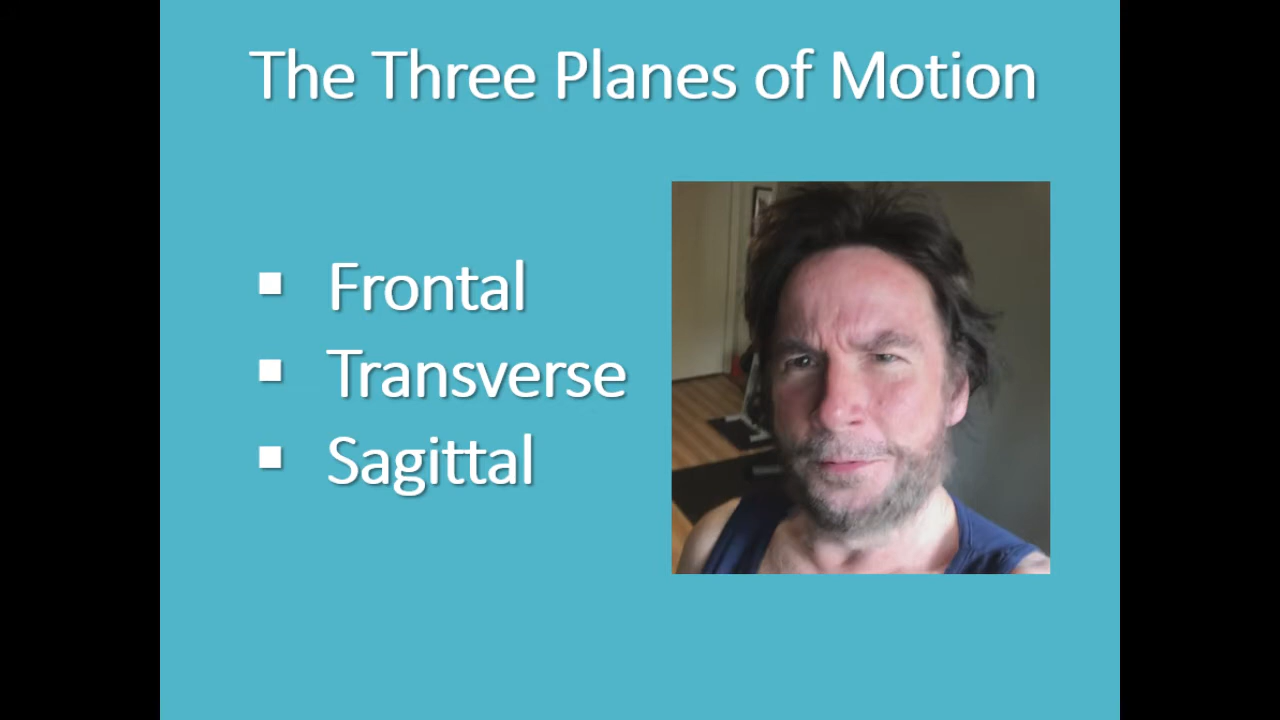 The Three Planes of Motion
Frontal
Transverse
Sagittal